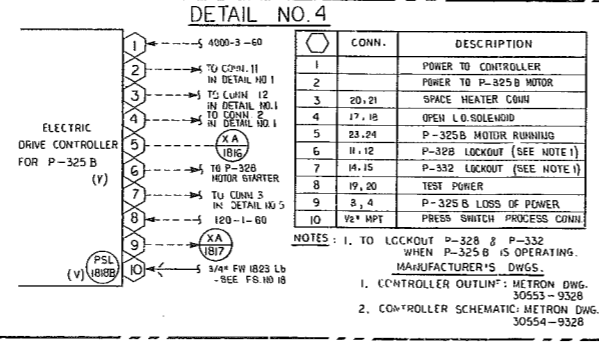 DETAIL NO. 4
ELECTRIC
DRIVE CONTROLLER
FOR P-325 B
(V)
PSL
1818B
(V)
1
4000-3-60
2
TO CONN. 11
IN DETAIL NO 1
3
TO CONN 12
IN DETAIL NO. 1
4
TO CONN. 2
IN DETAIL NO. 1
5
XA
1816
6
TO P-328
MOTOR STARTER
7
TO CONN 3
IN DETAIL NO 5
8
120-1-60
9
XA
1817
10
3/4" FW 1823 Lb
-SEE FS. NO 18
CONN. DESCRIPTION
1 POWER TO CONTROLLER
2 POWER TO P-325 B MOTOR
3 20,21 SPACE HEATER CONN
4 17,18 OPEN L.O. SOLENOID
5 23.24 P-325B MOTOR RUNNING
6 11.12 P-328 LOCKOUT (SEE NOTE 1)
7 14.15 P-332 LOCKOUT (SEE NOTE 1)
8 19, 20 TEST POWER
9 3, 4 P-325 B LOSS OF POWER
10 1/2" MPT PRESS SWITCH PROCESS CONN.
NOTES : 1. TO LOCKOUT P-328 & P-332
WHEN P-325 B IS OPERATING.
MANUFACTURER'S DWGS.
1. CONTROLLER OUTLINE: METRON DWG.
30553-9328
2. CONTROLLER SCHEMATIC: METRON DWG.
30554-9328